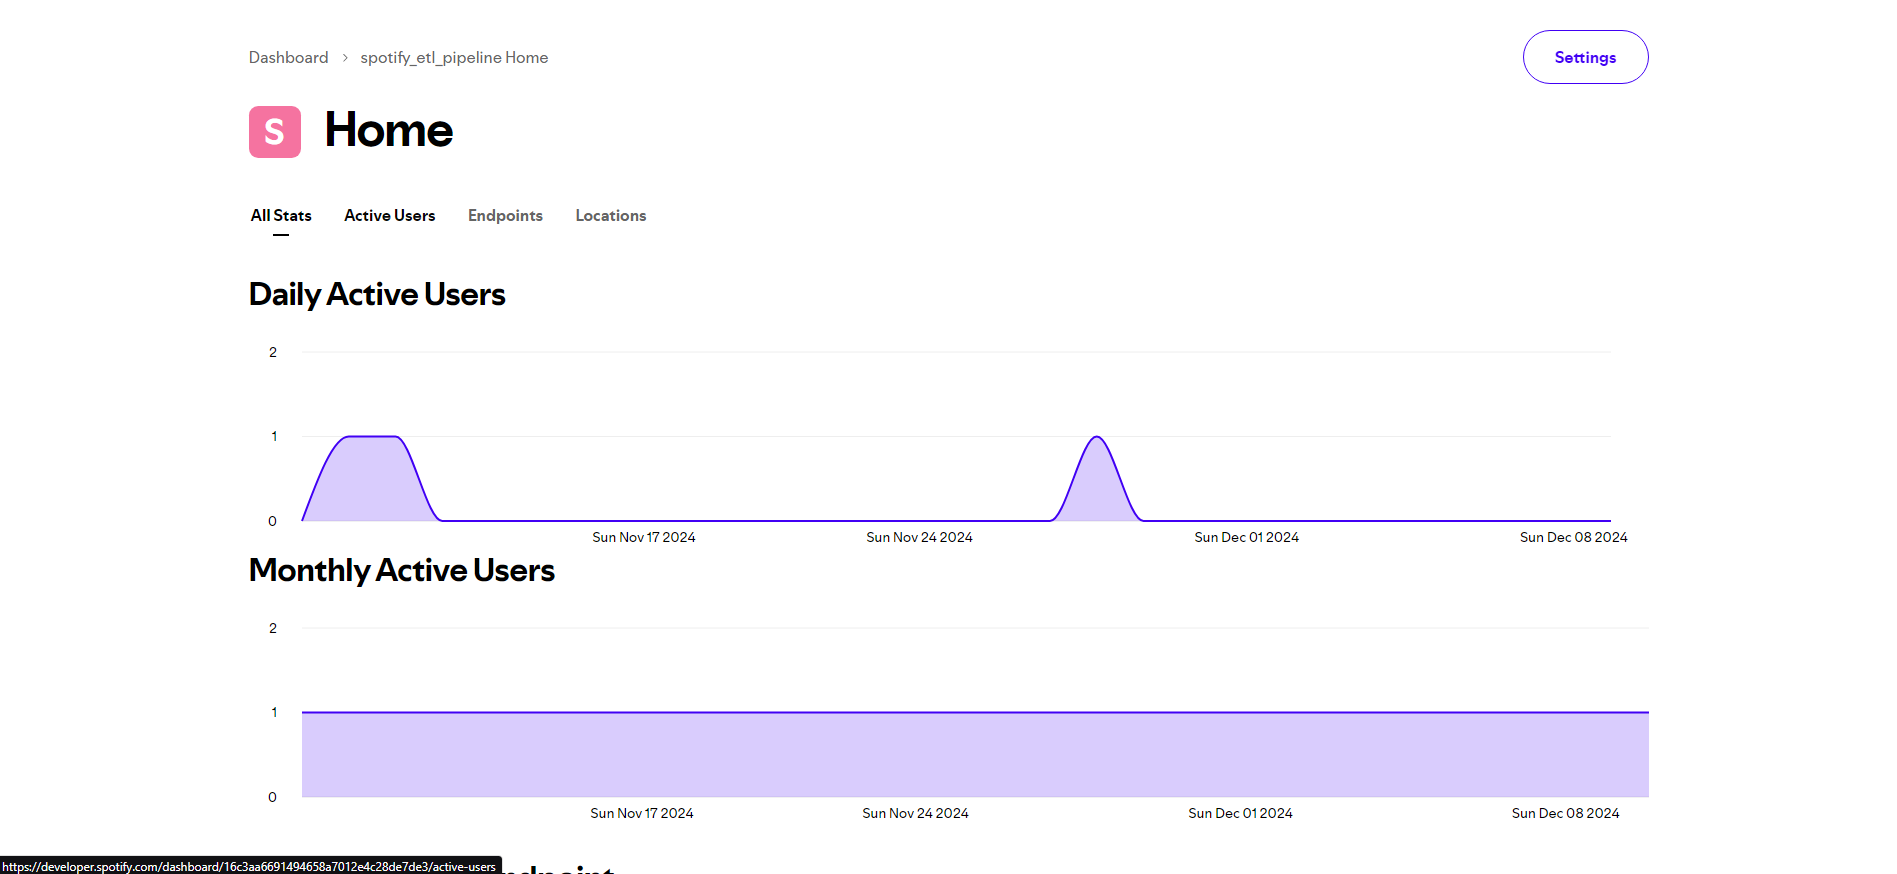 Dashboard > spotify_etl_pipeline Home
Settings
S Home
All Stats Active Users Endpoints Locations
Daily Active Users
2
1
0
Sun Nov 17 2024 Sun Nov 24 2024 Sun Dec 01 2024 Sun Dec 08 2024
Monthly Active Users
2
1
0
Sun Nov 17 2024 Sun Nov 24 2024 Sun Dec 01 2024 Sun Dec 08 2024
https://developer.spotify.com/dashboard/16c3aa6691494658a7012e4c28de7de3/active-users